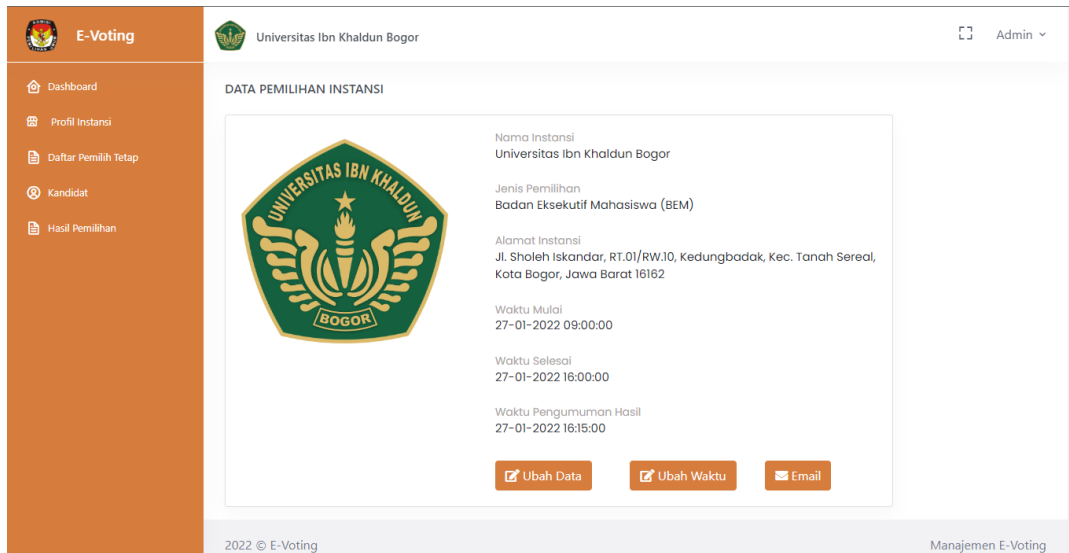 E-Voting
Universitas Ibn Khaldun Bogor
Admin
Dashboard
Profil Instansi
Daftar Pemilih Tetap
Kandidat
Hasil Pemilihan
DATA PEMILIHAN INSTANSI
UNIVERSITAS IBN KHALDUN
BOGOR
Nama Instansi
Universitas Ibn Khaldun Bogor
Jenis Pemilihan
Badan Eksekutif Mahasiswa (BEM)
Alamat Instansi
Jl. Sholeh Iskandar, RT.01/RW.10, Kedungbadak, Kec. Tanah Sereal,
Kota Bogor, Jawa Barat 16162
Waktu Mulai
27-01-2022 09:00:00
Waktu Selesai
27-01-2022 16:00:00
Waktu Pengumuman Hasil
27-01-2022 16:15:00
Ubah Data
Ubah Waktu
Email
2022 © E-Voting
Manajemen E-Voting